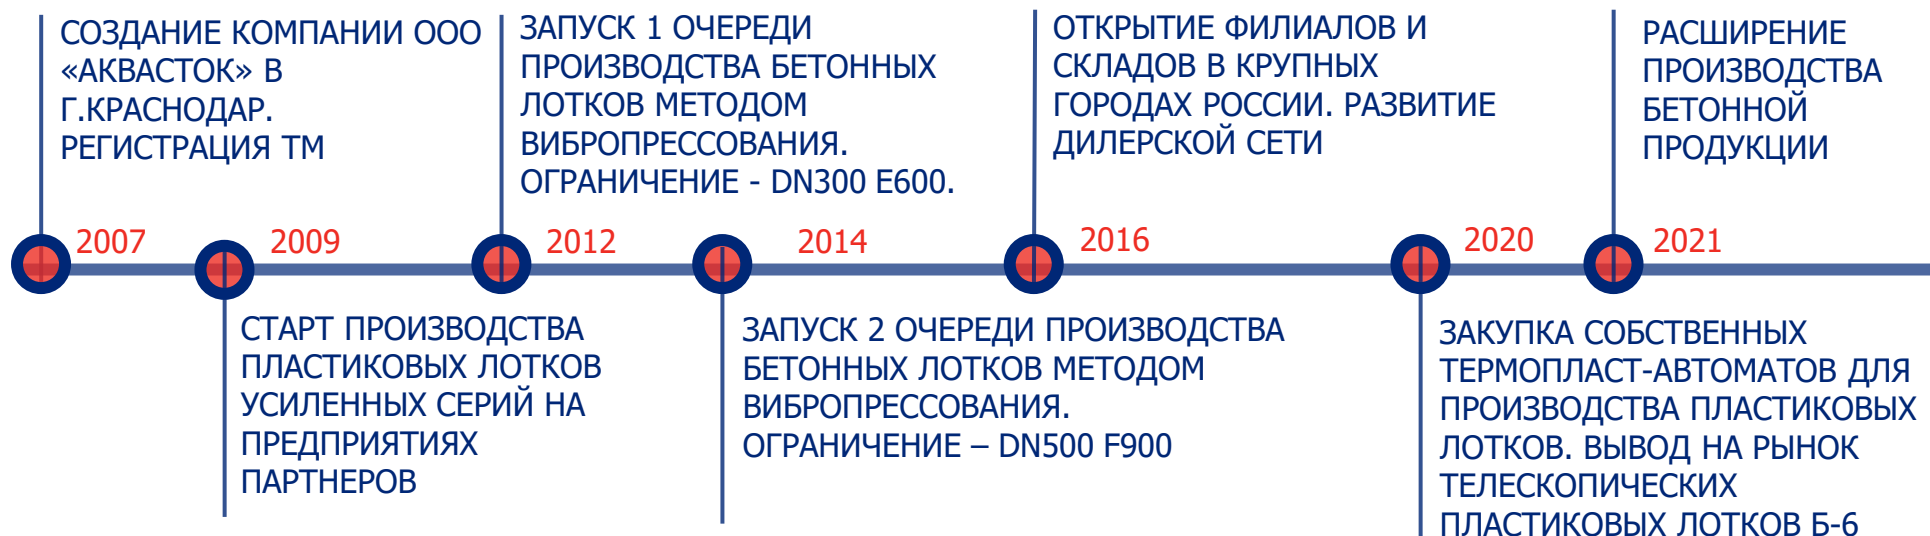 СОЗДАНИЕ КОМПАНИИ ООО
«АКВАСТОК» В
Г.КРАСНОДАР.
РЕГИСТРАЦИЯ ТМ
ЗАПУСК 1 ОЧЕРЕДИ
ПРОИЗВОДСТВА БЕТОННЫХ
ЛОТКОВ МЕТОДОМ
ВИБРОПРЕССОВАНИЯ.
ОГРАНИЧЕНИЕ - DN300 E600.
ОТКРЫТИЕ ФИЛИАЛОВ И
СКЛАДОВ В КРУПНЫХ
ГОРОДАХ РОССИИ. РАЗВИТИЕ
ДИЛЕРСКОЙ СЕТИ
РАСШИРЕНИЕ
ПРОИЗВОДСТВА
БЕТОННОЙ
ПРОДУКЦИИ
2007
2009
2012
2014
2016
2020
2021
СТАРТ ПРОИЗВОДСТВА
ПЛАСТИКОВЫХ ЛОТКОВ
УСИЛЕННЫХ СЕРИЙ НА
ПРЕДПРИЯТИЯХ
ПАРТНЕРОВ
ЗАПУСК 2 ОЧЕРЕДИ ПРОИЗВОДСТВА
БЕТОННЫХ ЛОТКОВ МЕТОДОМ
ВИБРОПРЕССОВАНИЯ.
ОГРАНИЧЕНИЕ – DN500 F900
ЗАКУПКА СОБСТВЕННЫХ
ТЕРМОПЛАСТ-АВТОМАТОВ ДЛЯ
ПРОИЗВОДСТВА ПЛАСТИКОВЫХ
ЛОТКОВ. ВЫВОД НА РЫНОК
ТЕЛЕСКОПИЧЕСКИХ
ПЛАСТИКОВЫХ ЛОТКОВ Б-6